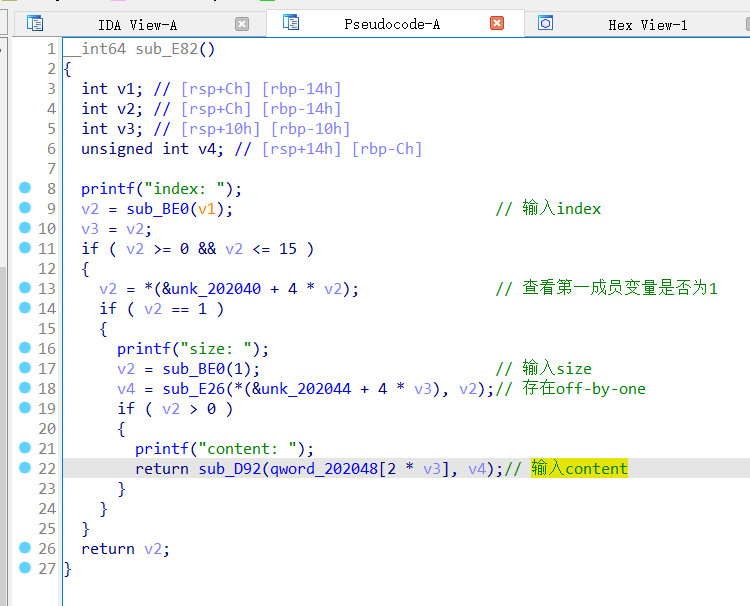 IDA View-A Pseudocode-A Hex View-1
1 __int64 sub_E82()
2 {
3 int v1; // [rsp+Ch] [rbp-14h]
4 int v2; // [rsp+Ch] [rbp-14h]
5 int v3; // [rsp+10h] [rbp-10h]
6 unsigned int v4; // [rsp+14h] [rbp-Ch]
7
8 printf("index: ");
9 v2 = sub_BE0(v1); // 输入index
10 v3 = v2;
11 if ( v2 >= 0 && v2 <= 15 )
12 {
13 v2 = *(&unk_202040 + 4 * v2); // 查看第一成员变量是否为1
14 if ( v2 == 1 )
15 {
16 printf("size: ");
17 v2 = sub_BE0(1); // 输入size
18 v4 = sub_E26(*(&unk_202044 + 4 * v3), v2);// 存在off-by-one
19 if ( v2 > 0 )
20 {
21 printf("content: ");
22 return sub_D92(qword_202048[2 * v3], v4);// 输入content
23 }
24 }
25 }
26 return v2;
27 }